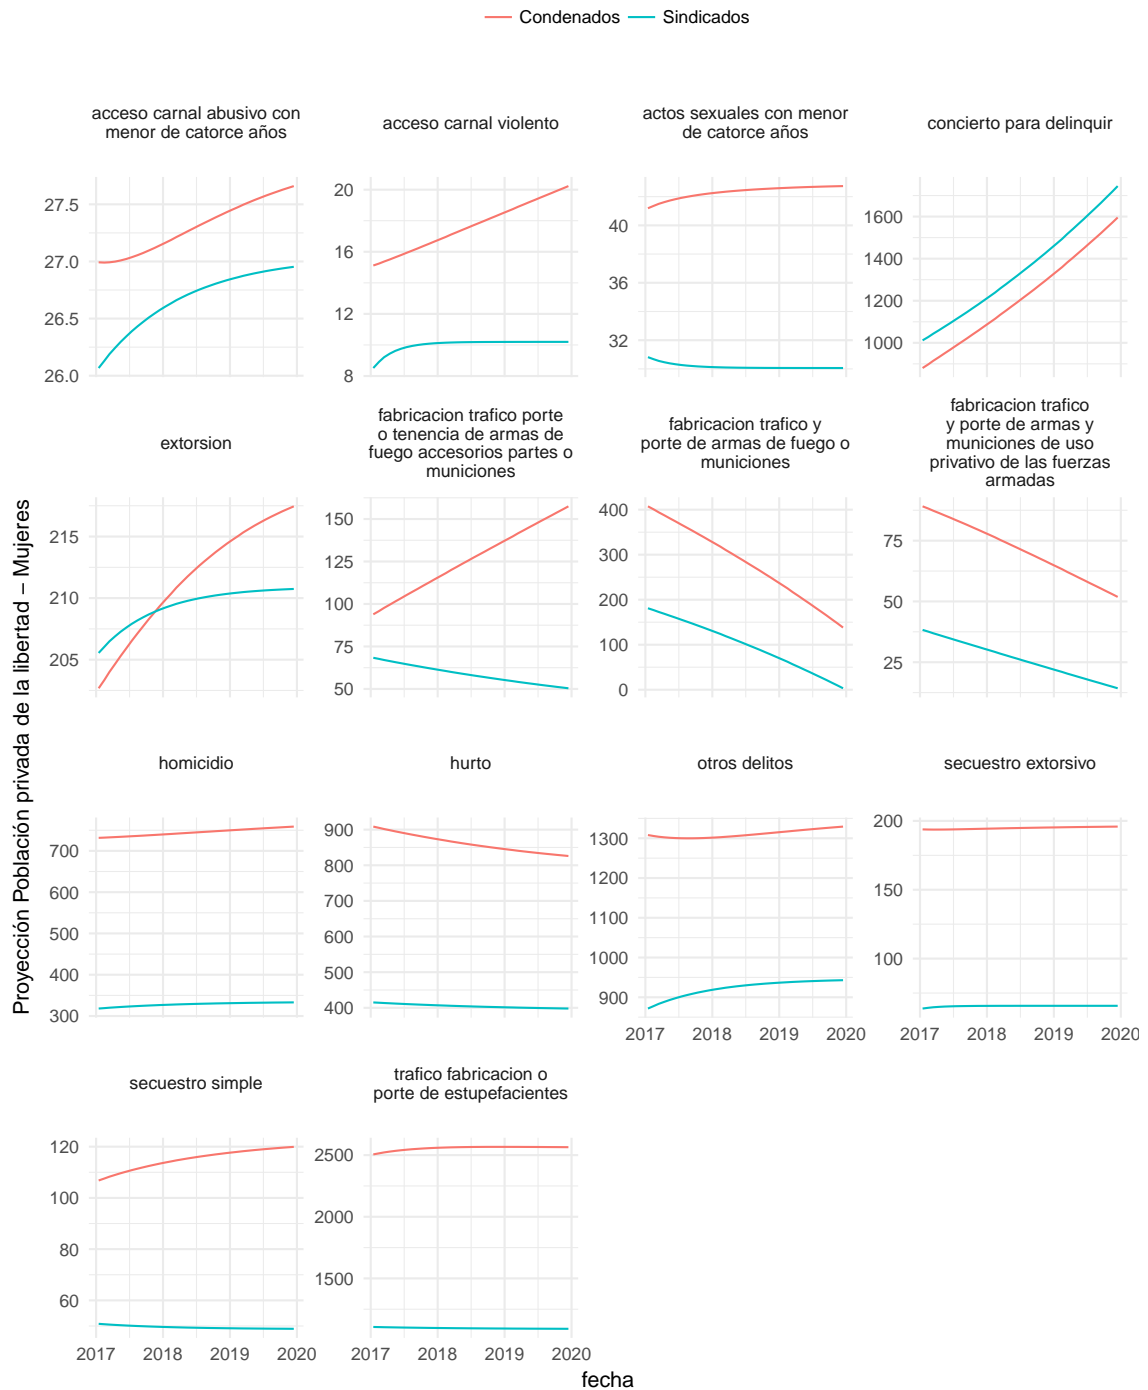 Condenados Sindicados
acceso carnal abusivo con
menor de catorce años
acceso carnal violento
actos sexuales con menor
de catorce años
concierto para delinquir
27.5
27.0
26.5
26.0
20
16
12
8
40
36
32
1600
1400
1200
1000
extorsion
fabricacion trafico porte
o tenencia de armas de
fuego accesorios partes o
municiones
fabricacion trafico y
porte de armas de fuego o
municiones
fabricacion trafico
y porte de armas y
municiones de uso
privativo de las fuerzas
armadas
215
210
205
150
125
100
75
50
400
300
200
100
0
75
50
25
homicidio
hurto
otros delitos
secuestro extorsivo
700
600
500
400
300
900
800
700
600
500
400
1300
1200
1100
1000
900
2017 2018 2019 2020
200
150
100
2017 2018 2019 2020
secuestro simple
trafico fabricacion o
porte de estupefacientes
120
100
80
60
2017 2018 2019 2020
2500
2000
1500
2017 2018 2019 2020
fecha
Proyección Población privada de la libertad – Mujeres